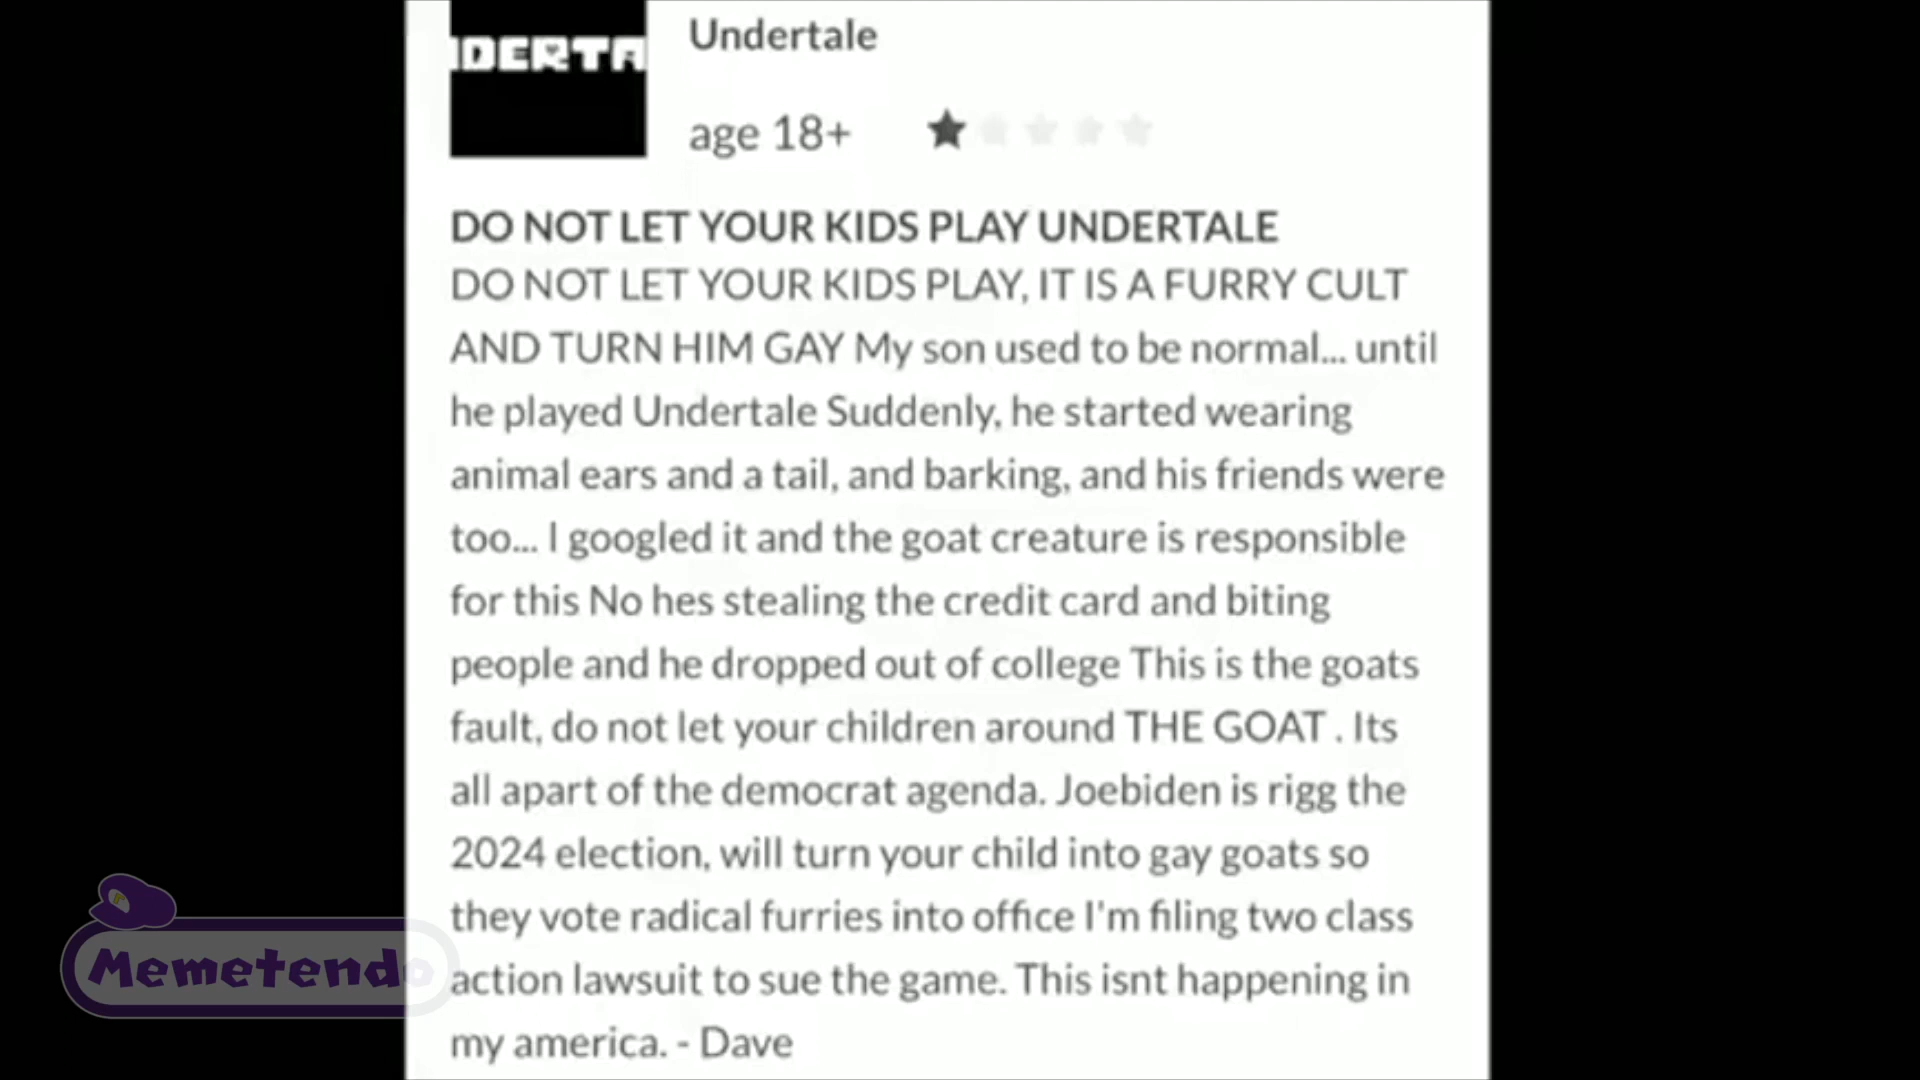 DERTA
Undertale
age 18+
DO NOT LET YOUR KIDS PLAY UNDERTALE
DO NOT LET YOUR KIDS PLAY, IT IS A FURRY CULT
AND TURN HIM GAY My son used to be normal... until
he played Undertale Suddenly, he started wearing
animal ears and a tail, and barking, and his friends were
too... I googled it and the goat creature is responsible
for this No hes stealing the credit card and biting
people and he dropped out of college This is the goats
fault, do not let your children around THE GOAT . Its
all apart of the democrat agenda. Joebiden is rigg the
2024 election, will turn your child into gay goats so
they vote radical furries into office I'm filing two class
action lawsuit to sue the game. This isnt happening in
my america. - Dave
Memetendo